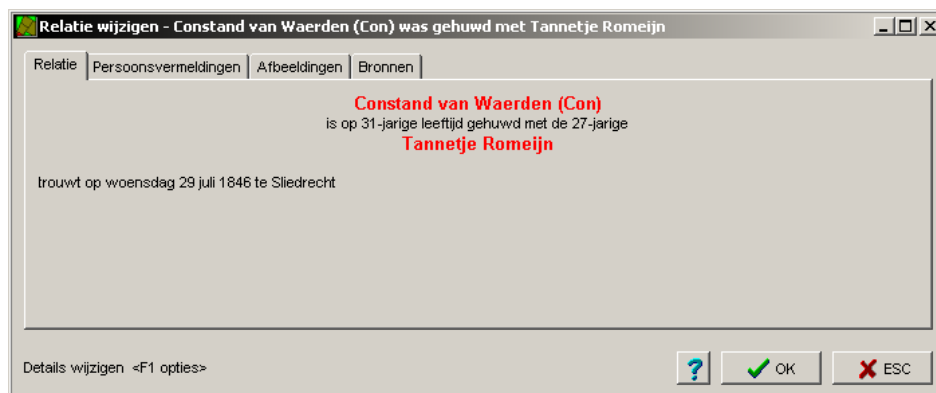 Relatie wijzigen - Constand van Waerden (Con) was gehuwd met Tannetje Romeijn
Relatie Persoonsvermeldingen Afbeeldingen Bronnen
Constand van Waerden (Con)
is op 31-jarige leeftijd gehuwd met de 27-jarige
Tannetje Romeijn
trouwt op woensdag 29 juli 1846 te Sliedrecht
Details wijzigen <F1 opties> ? OK ESC